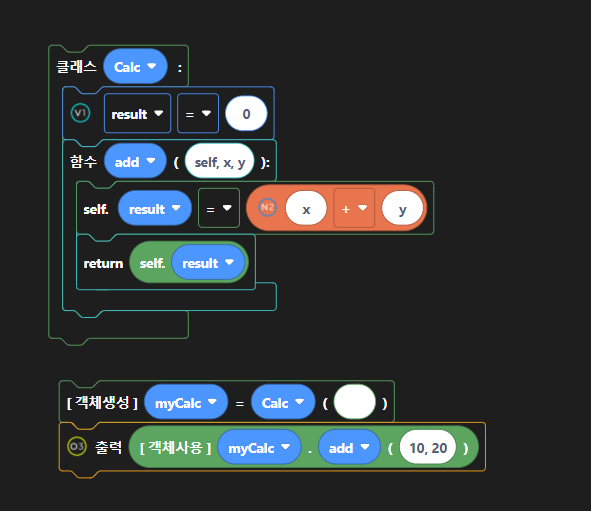 클래스 Calc :
V1 result = 0
함수 add ( self, x, y ):
self. result = N2 x + y
return self. result
[ 객체생성 ] myCalc = Calc ( )
O3 출력 [ 객체사용 ] myCalc . add ( 10, 20 )